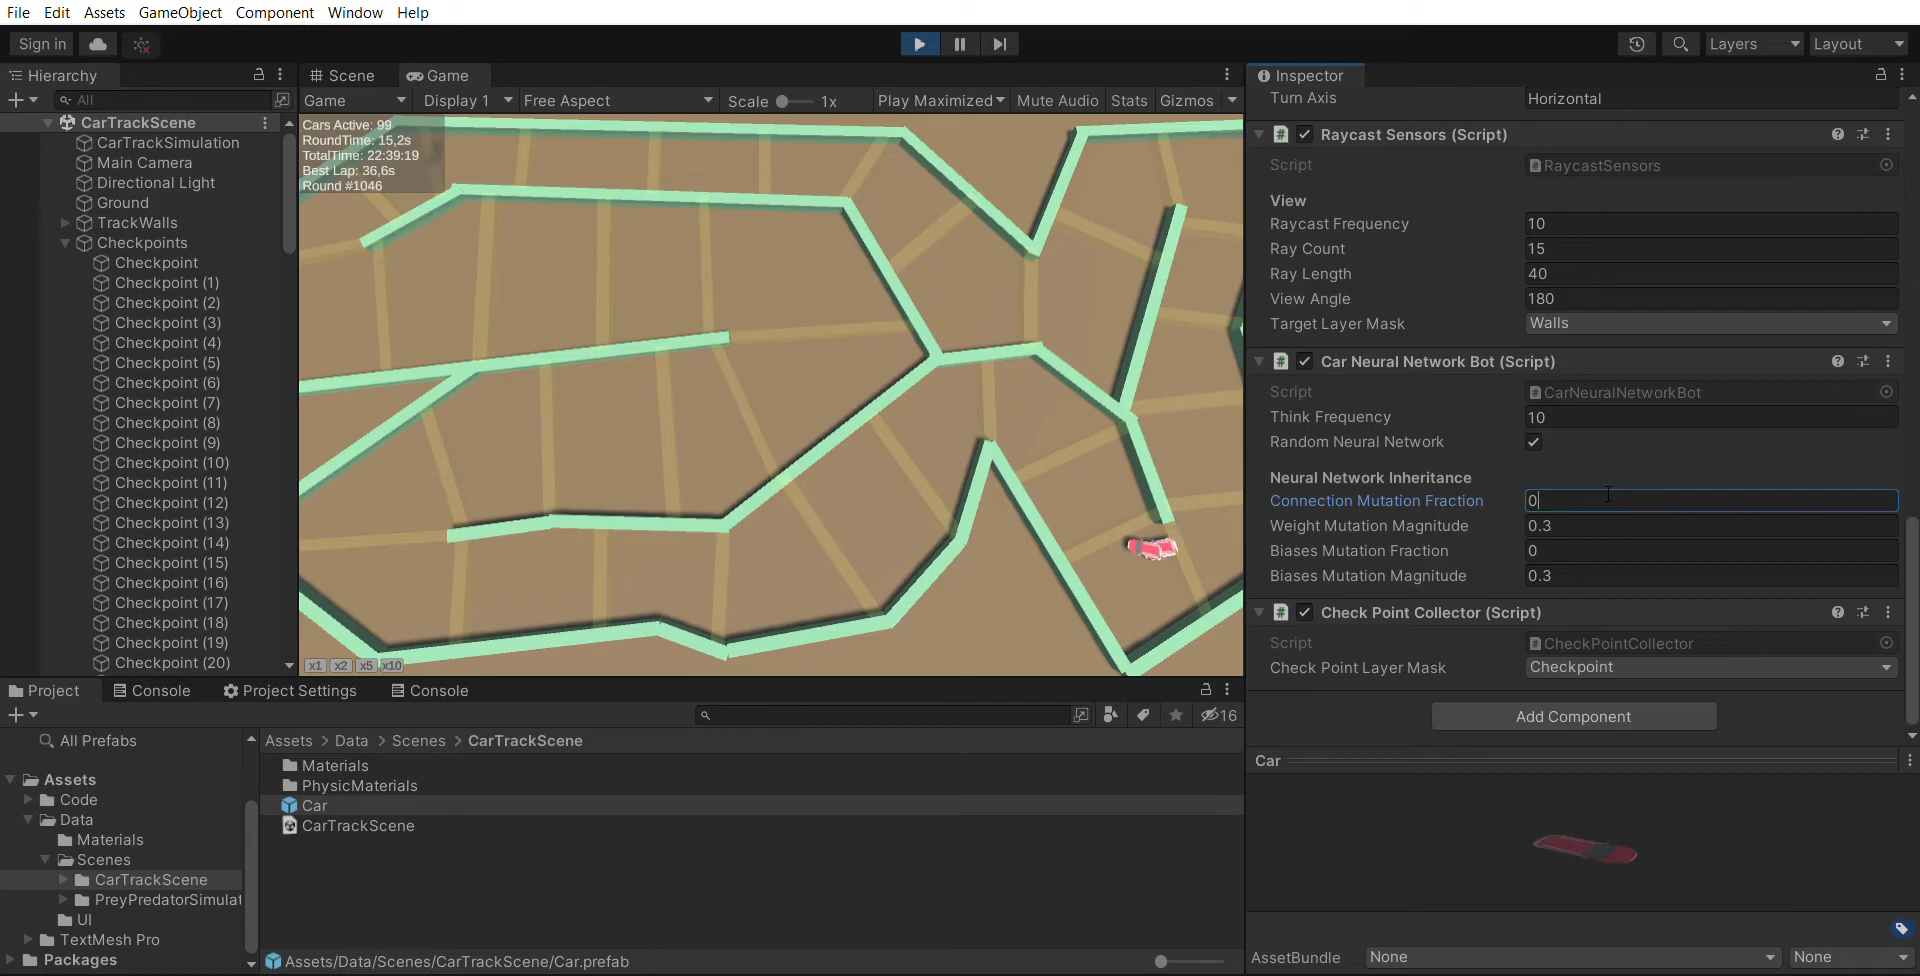 File Edit Assets GameObject Component Window Help
Sign in
Layers
Layout
Hierarchy
All
CarTrackScene
CarTrackSimulation
Main Camera
Directional Light
Ground
TrackWalls
Checkpoints
Checkpoint
Checkpoint (1)
Checkpoint (2)
Checkpoint (3)
Checkpoint (4)
Checkpoint (5)
Checkpoint (6)
Checkpoint (7)
Checkpoint (8)
Checkpoint (9)
Checkpoint (10)
Checkpoint (11)
Checkpoint (12)
Checkpoint (13)
Checkpoint (14)
Checkpoint (15)
Checkpoint (16)
Checkpoint (17)
Checkpoint (18)
Checkpoint (19)
Checkpoint (20)
Scene Game
Game Display 1 Free Aspect Scale 1x Play Maximized Mute Audio Stats Gizmos
Cars Active: 99
RoundTime: 15,2s
TotalTime: 22:39:19
Best Lap: 36,6s
Round #1046
x1 x2 x5 x10
Inspector
Turn Axis Horizontal
Raycast Sensors (Script)
Script RaycastSensors
View
Raycast Frequency 10
Ray Count 15
Ray Length 40
View Angle 180
Target Layer Mask Walls
Car Neural Network Bot (Script)
Script CarNeuralNetworkBot
Think Frequency 10
Random Neural Network
Neural Network Inheritance
Connection Mutation Fraction 0
Weight Mutation Magnitude 0.3
Biases Mutation Fraction 0
Biases Mutation Magnitude 0.3
Check Point Collector (Script)
Script CheckPointCollector
Check Point Layer Mask Checkpoint
Add Component
Car
AssetBundle None None
Project Console Project Settings Console
16
All Prefabs
Assets
Code
Data
Materials
Scenes
CarTrackScene
PreyPredatorSimulat
UI
TextMesh Pro
Packages
Assets > Data > Scenes > CarTrackScene
Materials
PhysicMaterials
Car
CarTrackScene
Assets/Data/Scenes/CarTrackScene/Car.prefab